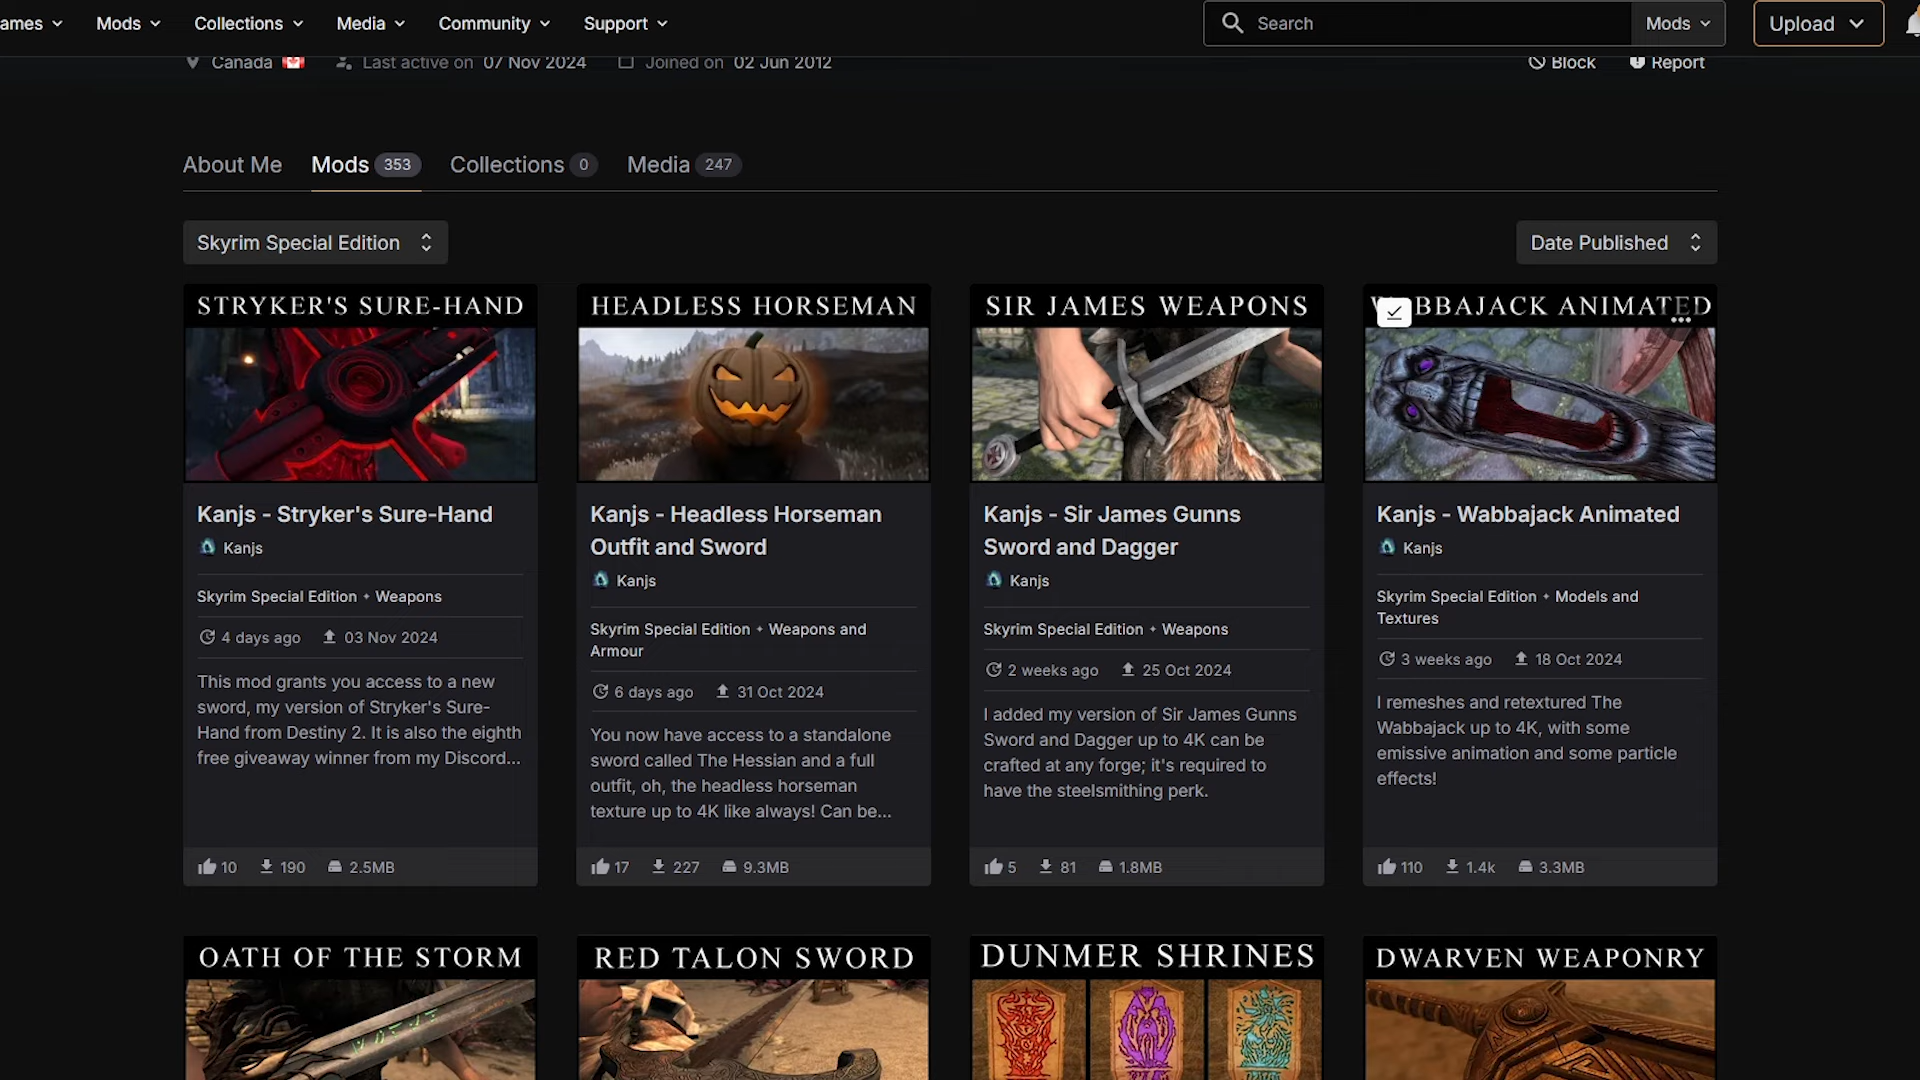 ames Mods Collections Media Community Support Search Mods Upload
Canada Last active on 07 Nov 2024 Joined on 02 Jun 2012 Block Report
About Me Mods 353 Collections 0 Media 247
Skyrim Special Edition Date Published
STRYKER'S SURE-HAND
Kanjs - Stryker's Sure-Hand
Kanjs
Skyrim Special Edition • Weapons
4 days ago 03 Nov 2024
This mod grants you access to a new
sword, my version of Stryker's Sure-
Hand from Destiny 2. It is also the eighth
free giveaway winner from my Discord...
10 190 2.5MB
HEADLESS HORSEMAN
Kanjs - Headless Horseman
Outfit and Sword
Kanjs
Skyrim Special Edition • Weapons and
Armour
6 days ago 31 Oct 2024
You now have access to a standalone
sword called The Hessian and a full
outfit, oh, the headless horseman
texture up to 4K like always! Can be...
17 227 9.3MB
SIR JAMES WEAPONS
Kanjs - Sir James Gunns
Sword and Dagger
Kanjs
Skyrim Special Edition • Weapons
2 weeks ago 25 Oct 2024
I added my version of Sir James Gunns
Sword and Dagger up to 4K can be
crafted at any forge; it's required to
have the steelsmithing perk.
5 81 1.8MB
WABBAJACK ANIMATED
Kanjs - Wabbajack Animated
Kanjs
Skyrim Special Edition • Models and
Textures
3 weeks ago 18 Oct 2024
I remeshes and retextured The
Wabbajack up to 4K, with some
emissive animation and some particle
effects!
110 1.4k 3.3MB
OATH OF THE STORM
RED TALON SWORD
DUNMER SHRINES
DWARVEN WEAPONRY